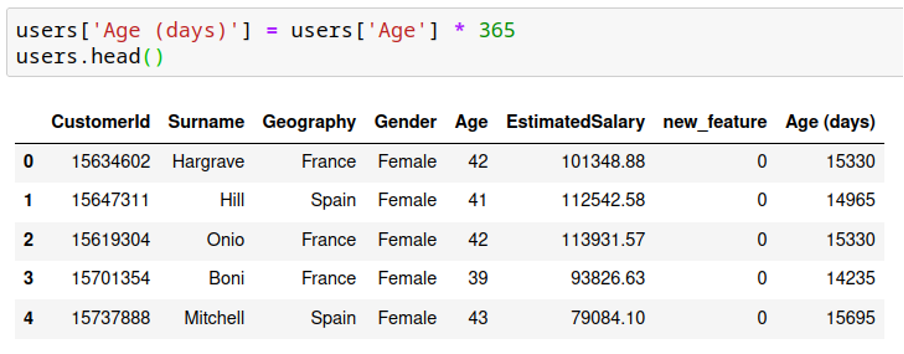 users['Age (days)'] = users['Age'] * 365
users.head()
CustomerId Surname Geography Gender Age EstimatedSalary new_feature Age (days)
0 15634602 Hargrave France Female 42 101348.88 0 15330
1 15647311 Hill Spain Female 41 112542.58 0 14965
2 15619304 Onio France Female 42 113931.57 0 15330
3 15701354 Boni France Female 39 93826.63 0 14235
4 15737888 Mitchell Spain Female 43 79084.10 0 15695